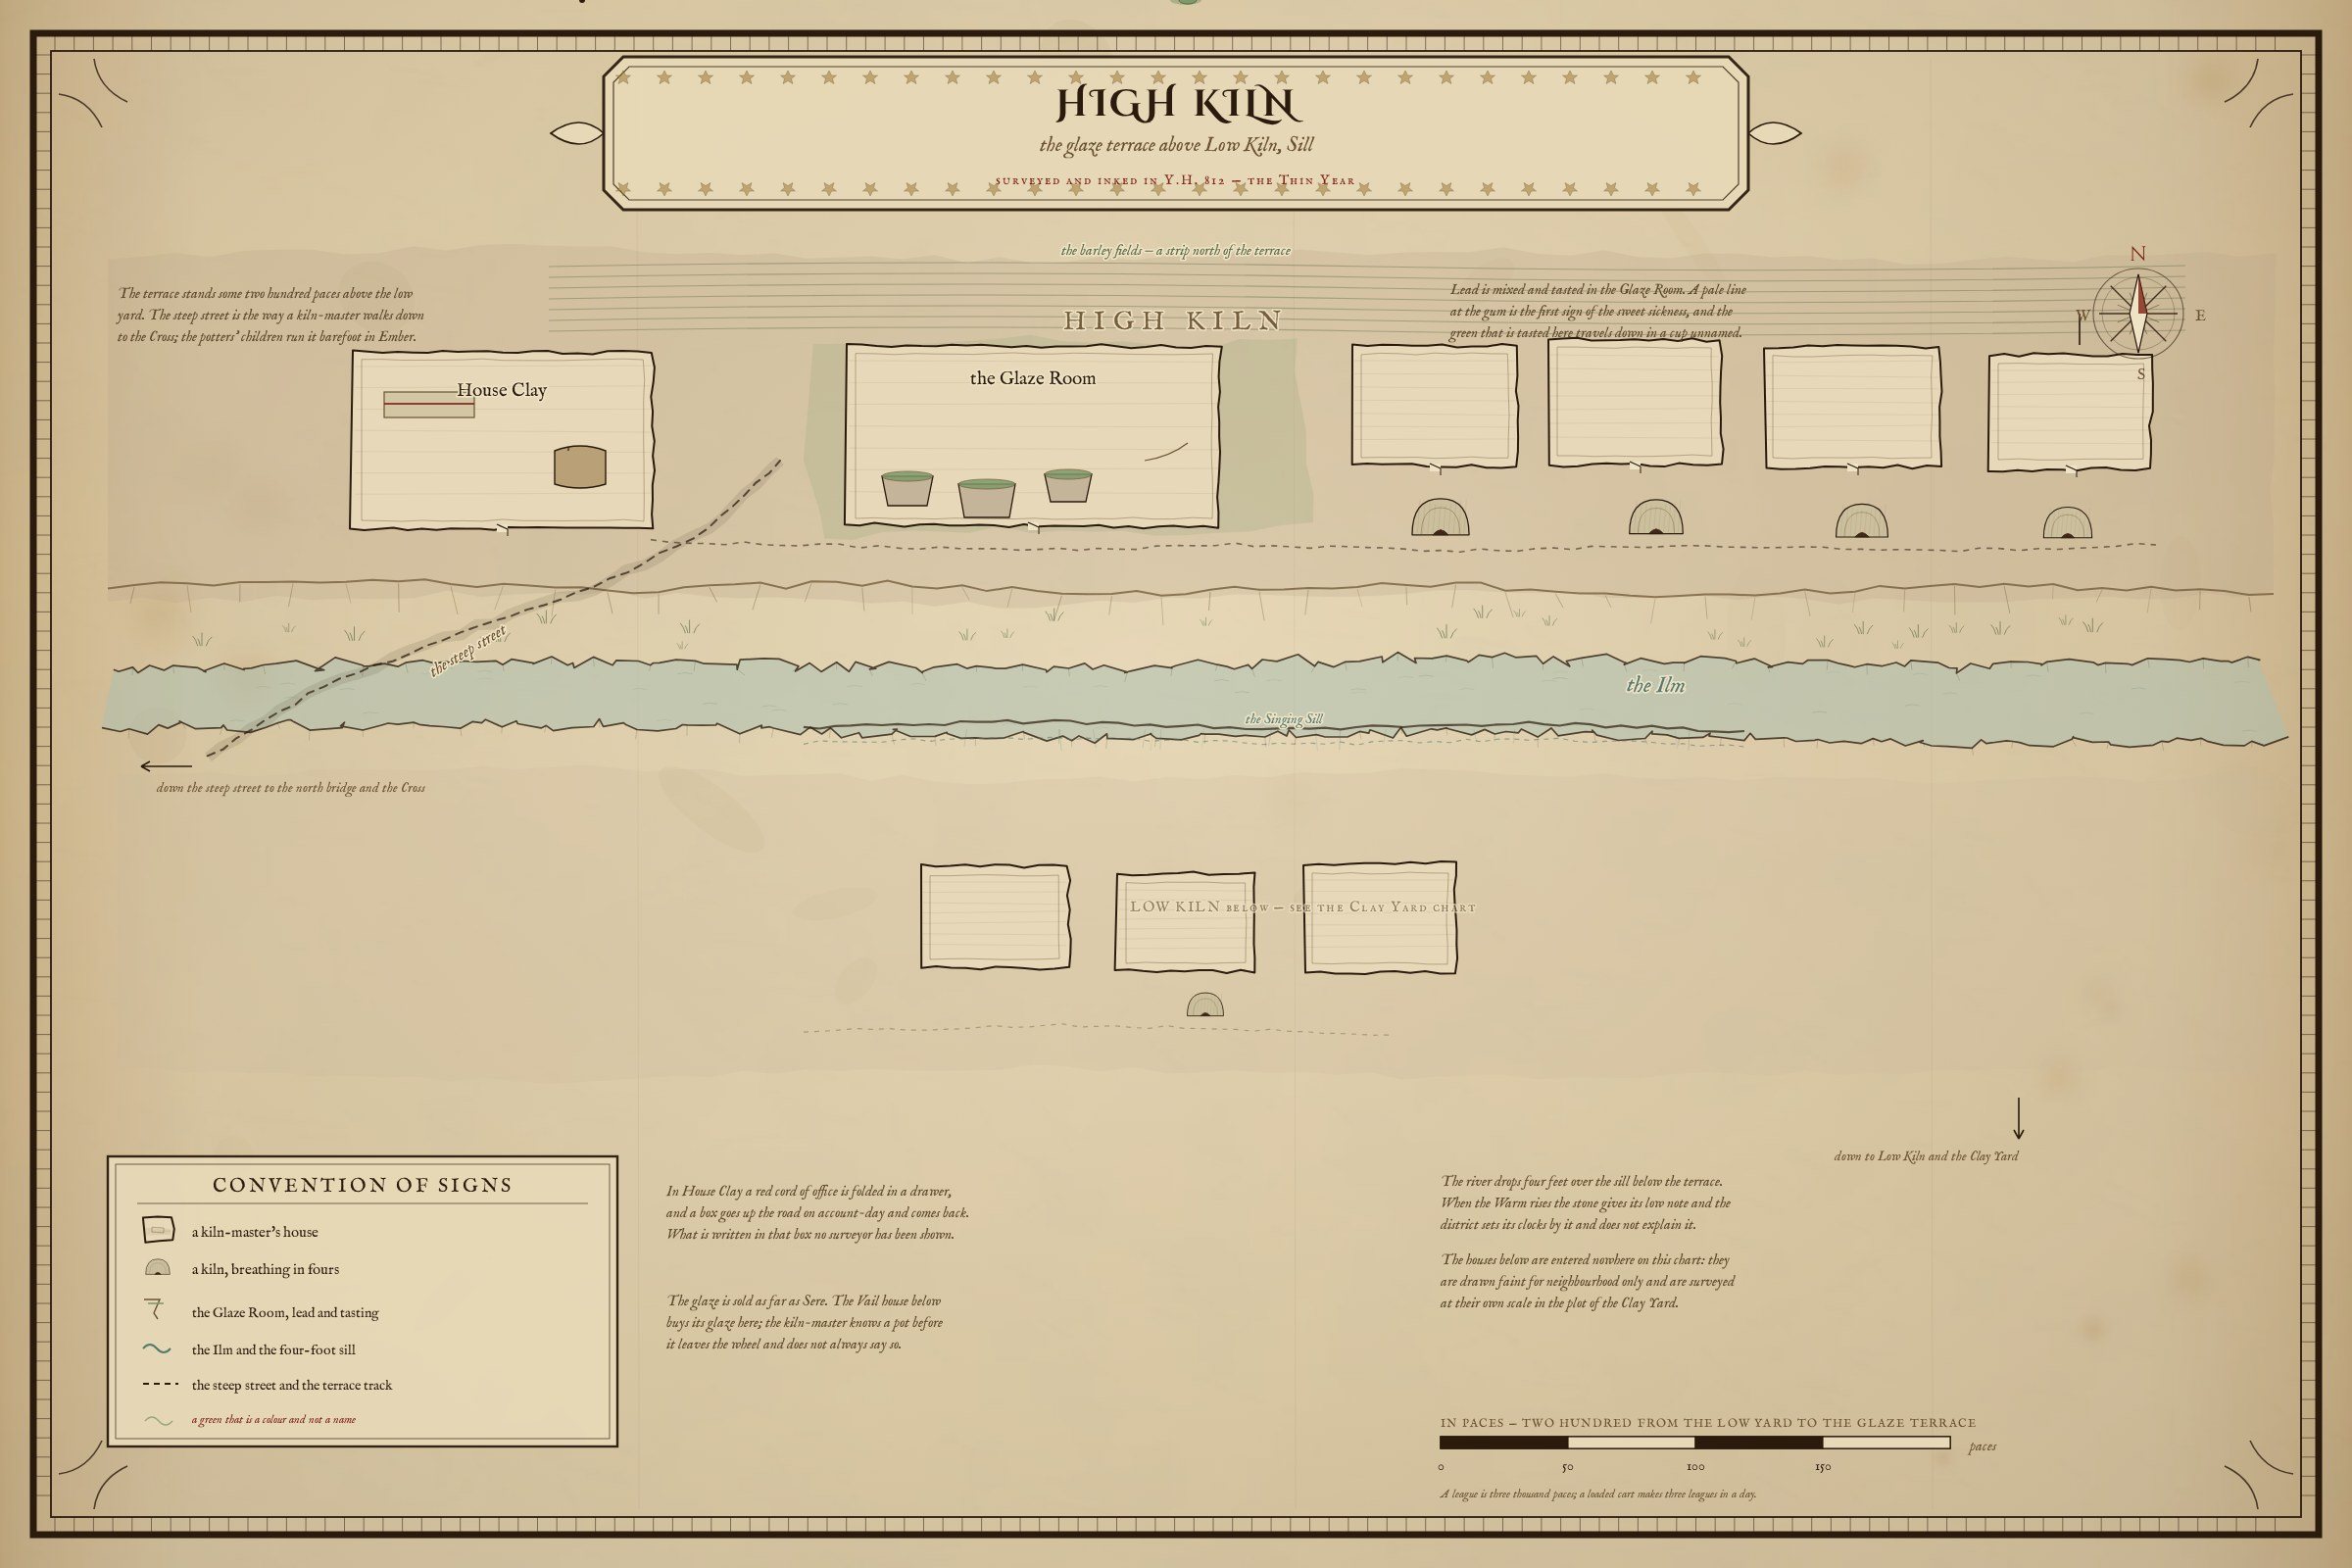 HIGH KILN
the glaze terrace above Low Kiln, Sill
surveyed and inked in Y.H. 812 — the Thin Year
the barley fields — a strip north of the terrace
The terrace stands some two hundred paces above the low
yard. The steep street is the way a kiln-master walks down
to the Cross; the potters' children run it barefoot in Ember.
HIGH KILN
Lead is mixed and tasted in the Glaze Room. A pale line
at the gum is the first sign of the sweet sickness, and the
green that is tasted here travels down in a cup unnamed.
N
W
E
S
House Clay
the Glaze Room
the steep street
the Ilm
the Singing Sill
down the steep street to the north bridge and the Cross
LOW KILN below — see the Clay Yard chart
down to Low Kiln and the Clay Yard
CONVENTION OF SIGNS
a kiln-master's house
a kiln, breathing in fours
the Glaze Room, lead and tasting
the Ilm and the four-foot sill
the steep street and the terrace track
a green that is a colour and not a name
In House Clay a red cord of office is folded in a drawer,
and a box goes up the road on account-day and comes back.
What is written in that box no surveyor has been shown.
The glaze is sold as far as Sere. The Vail house below
buys its glaze here; the kiln-master knows a pot before
it leaves the wheel and does not always say so.
The river drops four feet over the sill below the terrace.
When the Warm rises the stone gives its low note and the
district sets its clocks by it and does not explain it.
The houses below are entered nowhere on this chart: they
are drawn faint for neighbourhood only and are surveyed
at their own scale in the plot of the Clay Yard.
IN PACES — TWO HUNDRED FROM THE LOW YARD TO THE GLAZE TERRACE
paces
0 50 100 150
A league is three thousand paces; a loaded cart makes three leagues in a day.